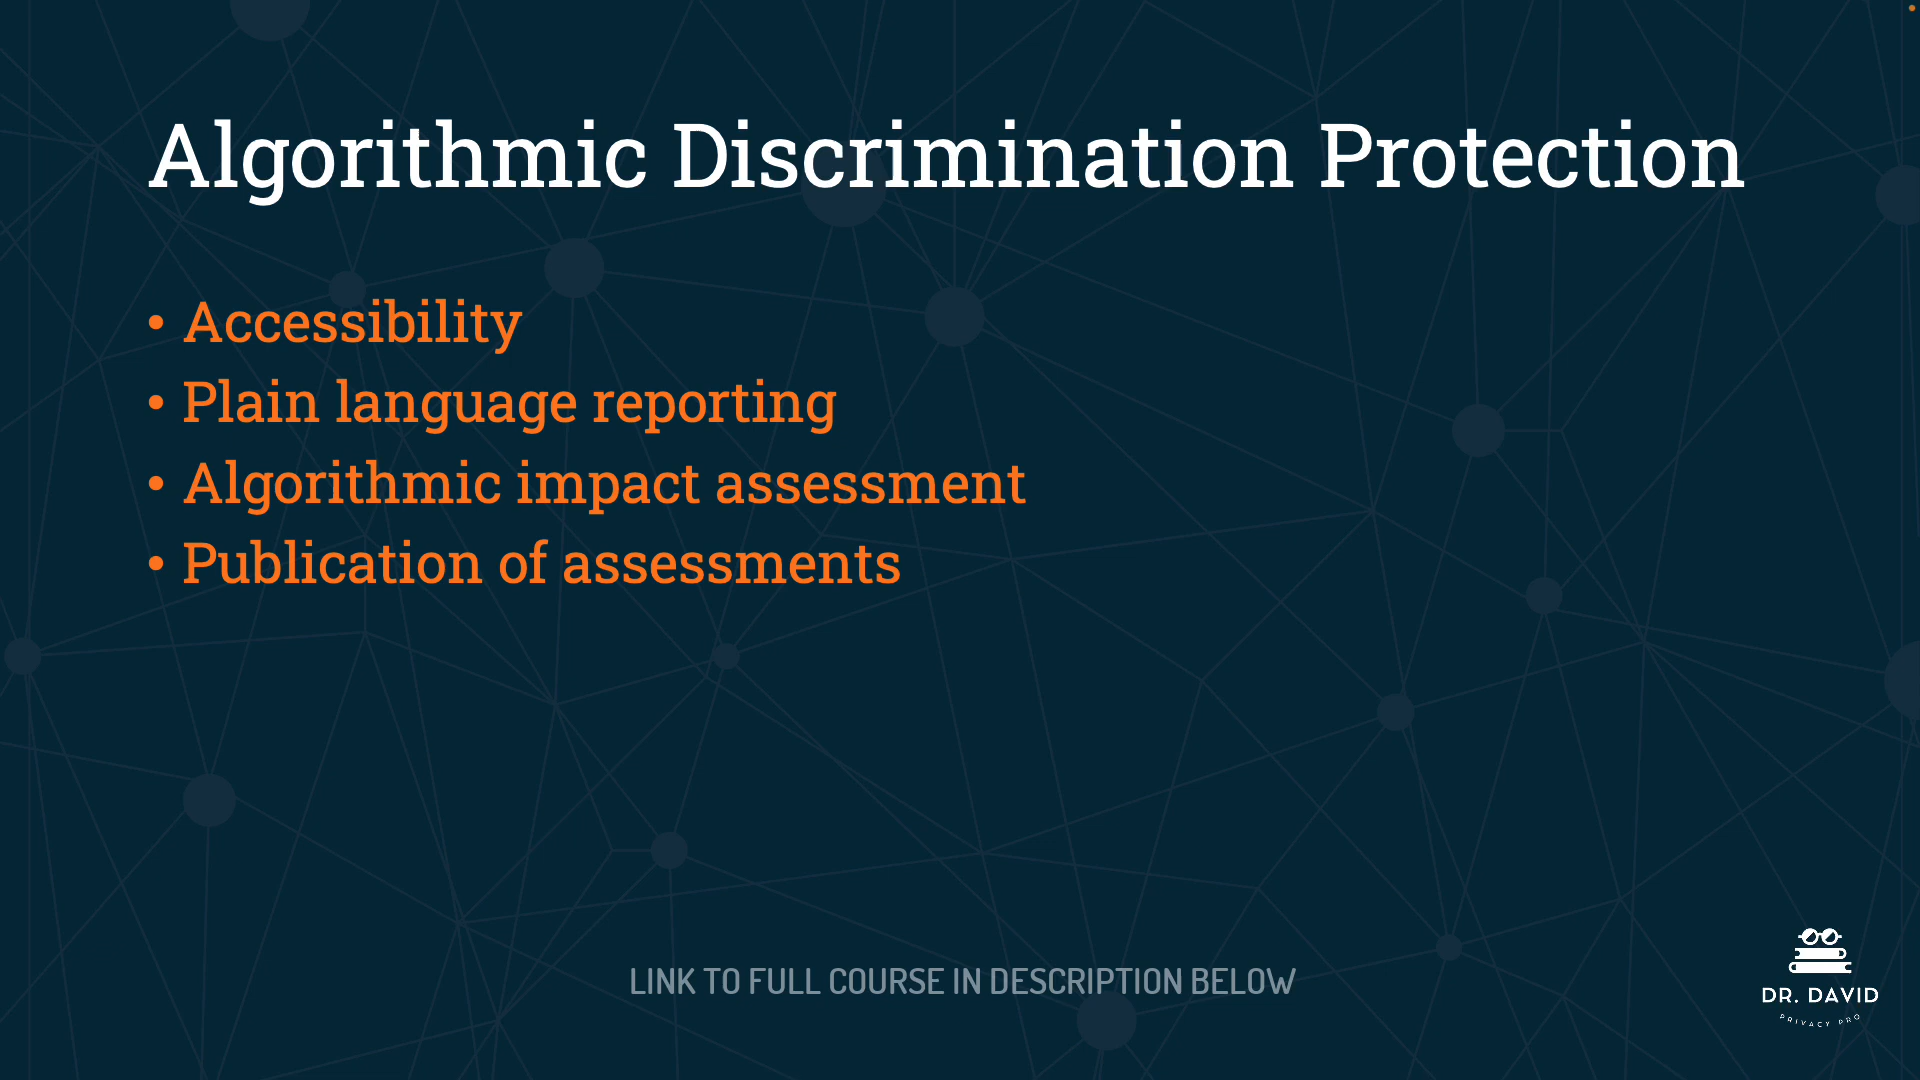 Algorithmic Discrimination Protection
• Accessibility
• Plain language reporting
• Algorithmic impact assessment
• Publication of assessments
LINK TO FULL COURSE IN DESCRIPTION BELOW
DR. DAVID
PRIVACY PRO